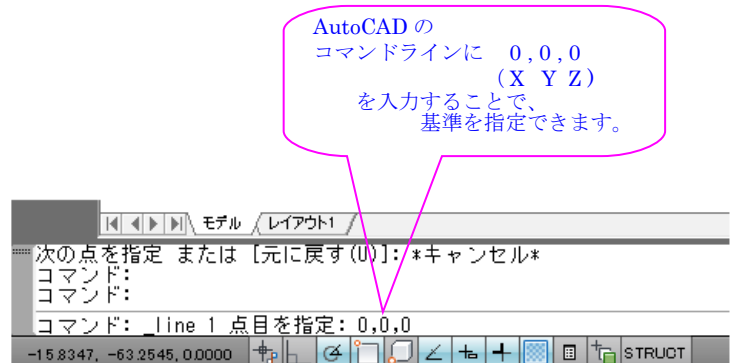 AutoCAD の
コマンドラインに 0,0,0
(X Y Z)
を入力することで、
基準を指定できます。
モデル レイアウト1
次の点を指定 または [元に戻す(U)]: *キャンセル*
コマンド:
コマンド:
コマンド: _line 1 点目を指定: 0,0,0
-15.8347, -63.2545, 0.0000 STRUCT